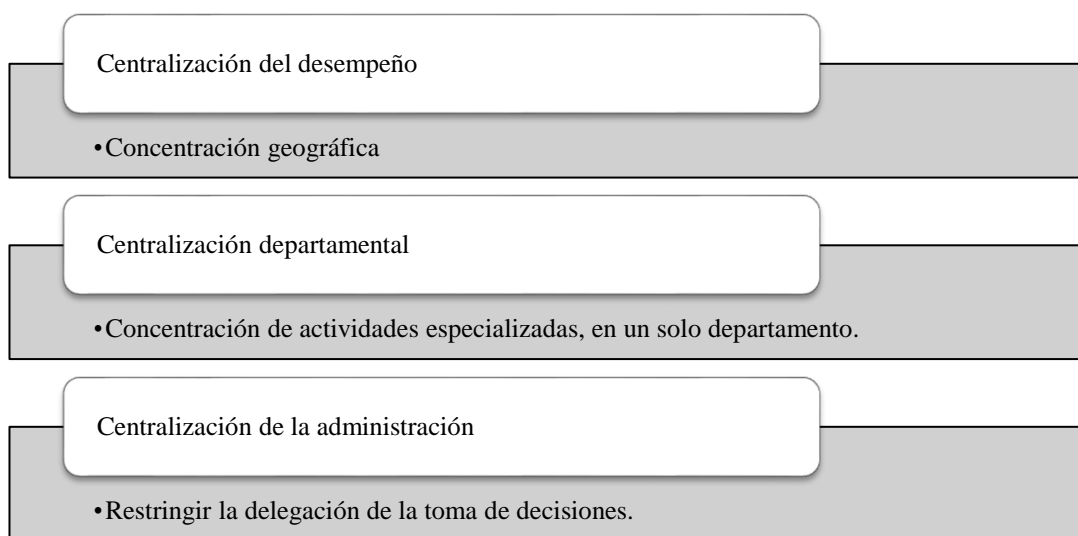 Centralización del desempeño
•Concentración geográfica
Centralización departamental
•Concentración de actividades especializadas, en un solo departamento.
Centralización de la administración
•Restringir la delegación de la toma de decisiones.